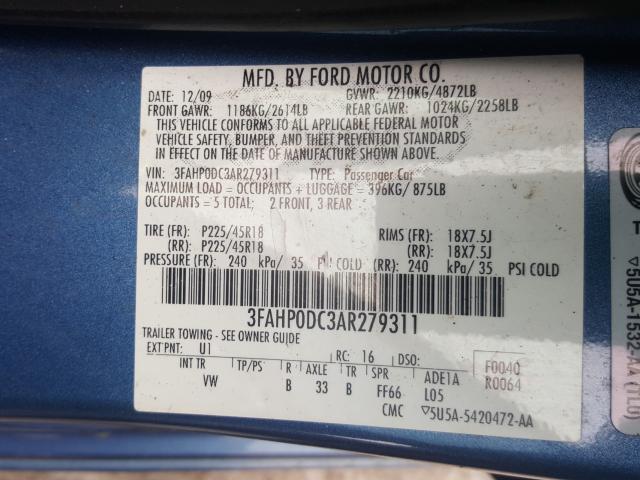 MFD. BY FORD MOTOR CO.
DATE: 12/09 GVWR: 2210KG/4872LB
FRONT GAWR: 1186KG/2614LB REAR GAWR: 1024KG/2258LB
THIS VEHICLE CONFORMS TO ALL APPLICABLE FEDERAL MOTOR
VEHICLE SAFETY, BUMPER, AND THEFT PREVENTION STANDARDS
IN EFFECT ON THE DATE OF MANUFACTURE SHOWN ABOVE.
VIN: 3FAHP0DC3AR279311 TYPE: Passenger Car
MAXIMUM LOAD = OCCUPANTS + LUGGAGE = 396KG/ 875LB
OCCUPANTS = 5 TOTAL: 2 FRONT, 3 REAR
TIRE (FR): P225/45R18 RIMS (FR): 18X7.5J
(RR): P225/45R18 (RR): 18X7.5J
PRESSURE (FR): 240 kPa/ 35 PSI COLD (RR): 240 kPa/ 35 PSI COLD
3FAHP0DC3AR279311
TRAILER TOWING - SEE OWNER GUIDE
EXT PNT: U1 RC: 16 DSO: F0040
R0064
INT TR TP/PS R AXLE TR SPR
VW B 33 B FF66 ADE1A
L05
CMC 5U5A-5420472-AA
5U5A-1532-AA (TLU)